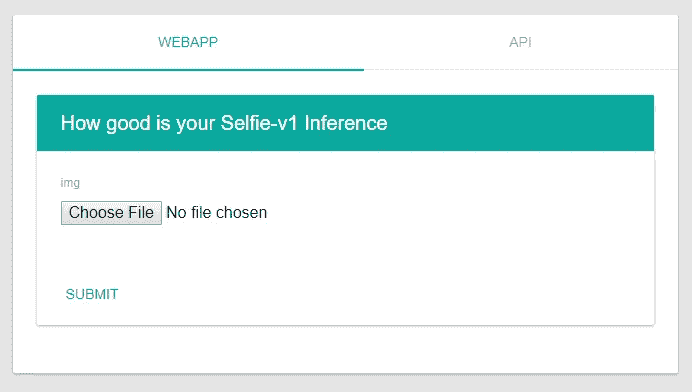 WEBAPP API
How good is your Selfie-v1 Inference
img
Choose File No file chosen
SUBMIT